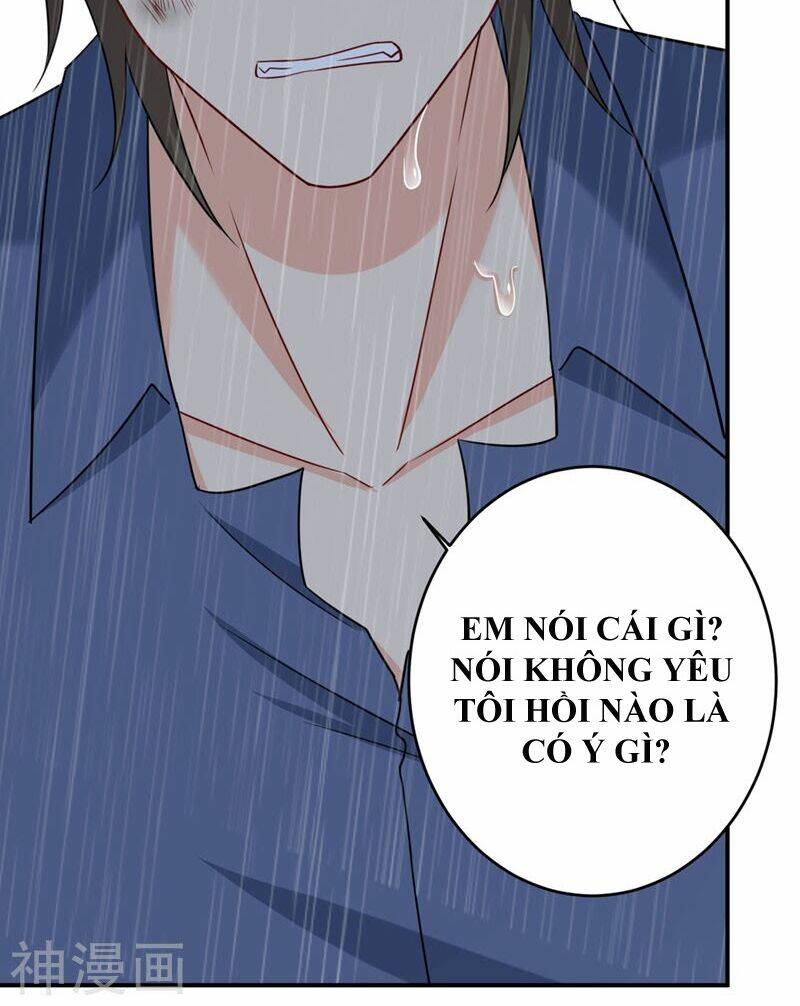 EM NÓI CÁI GÌ?
NÓI KHÔNG YÊU
TÔI HỒI NÀO LÀ
CÓ Ý GÌ?
神漫画